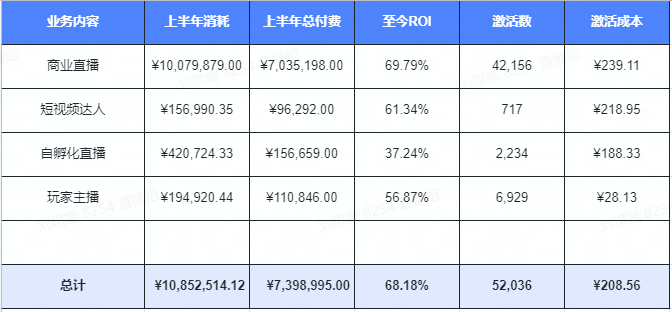 业务内容 上半年消耗 上半年总付费 至今ROI 激活数 激活成本
商业直播 ¥10,079,879.00 ¥7,035,198.00 69.79% 42,156 ¥239.11
短视频达人 ¥156,990.35 ¥96,292.00 61.34% 717 ¥218.95
自孵化直播 ¥420,724.33 ¥156,659.00 37.24% 2,234 ¥188.33
玩家主播 ¥194,920.44 ¥110,846.00 56.87% 6,929 ¥28.13
总计 ¥10,852,514.12 ¥7,398,995.00 68.18% 52,036 ¥208.56